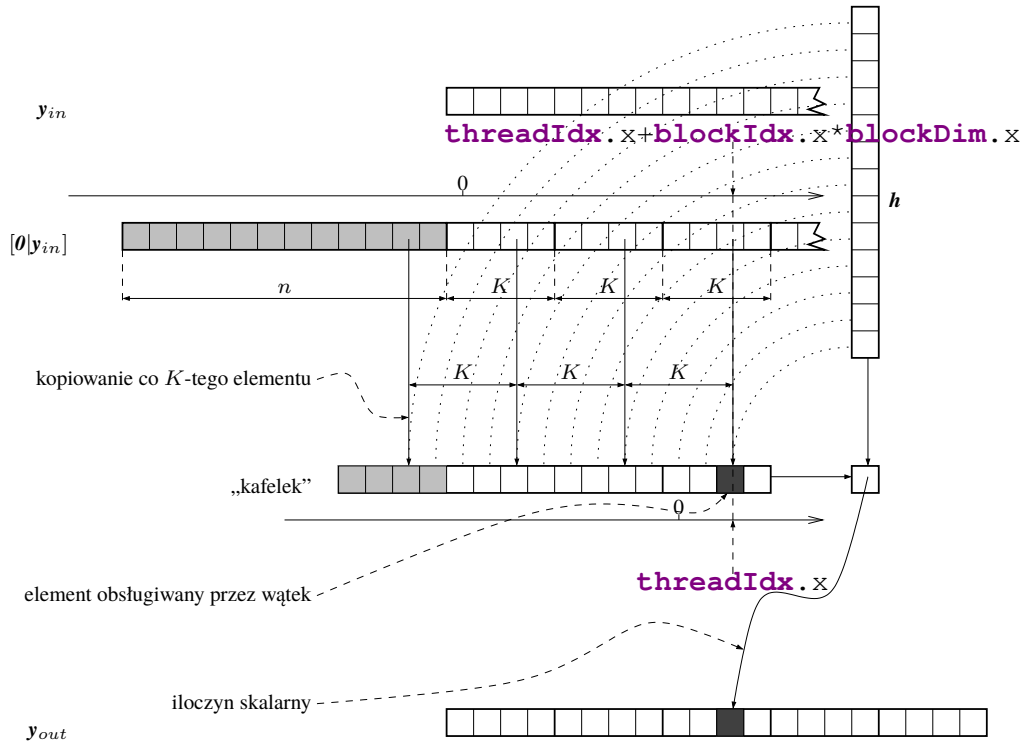 y_in
threadIdx.x+blockIdx.x*blockDim.x
0
h
[0|y_in]
n K K K
kopiowanie co K-tego elementu
K K K
„kafelek”
0
element obsługiwany przez wątek
threadIdx.x
iloczyn skalarny
y_out